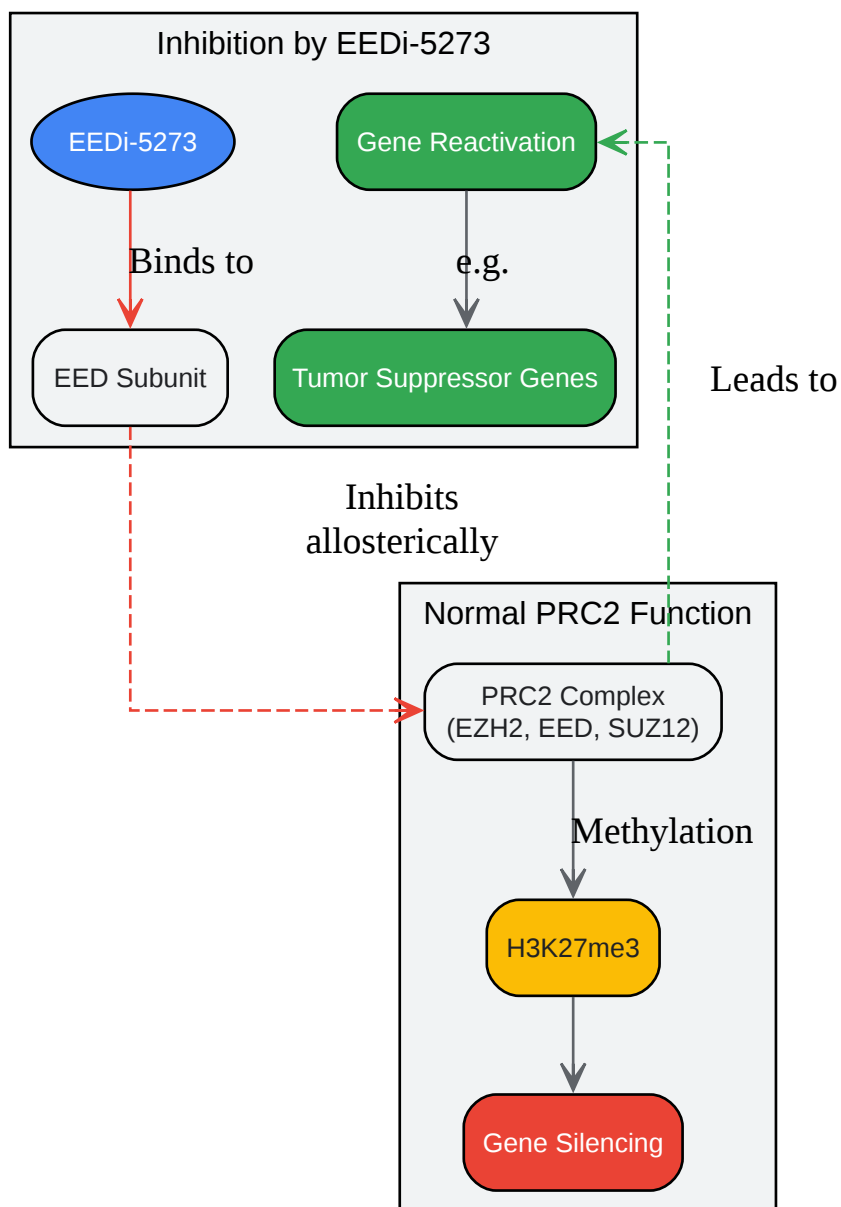 Inhibition by EEDi-5273
EEDi-5273
Gene Reactivation
Binds to
e.g.
EED Subunit
Tumor Suppressor Genes
Leads to
Inhibits
allosterically
Normal PRC2 Function
PRC2 Complex
(EZH2, EED, SUZ12)
Methylation
H3K27me3
Gene Silencing